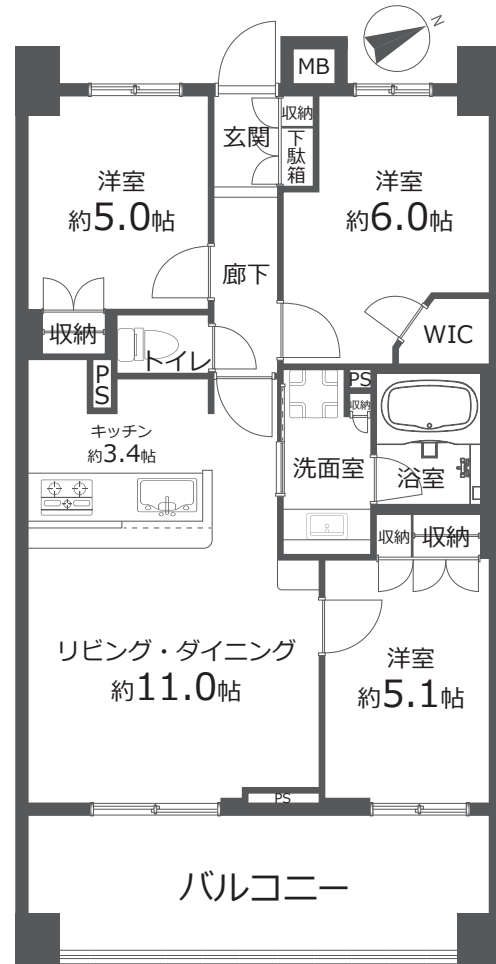 N
MB
収納
玄関
下駄箱
洋室
約5.0帖
洋室
約6.0帖
廊下
収納
トイレ
WIC
PS
PS
収納
キッチン
約3.4帖
洗面室
浴室
収納
収納
リビング・ダイニング
約11.0帖
洋室
約5.1帖
PS
バルコニー